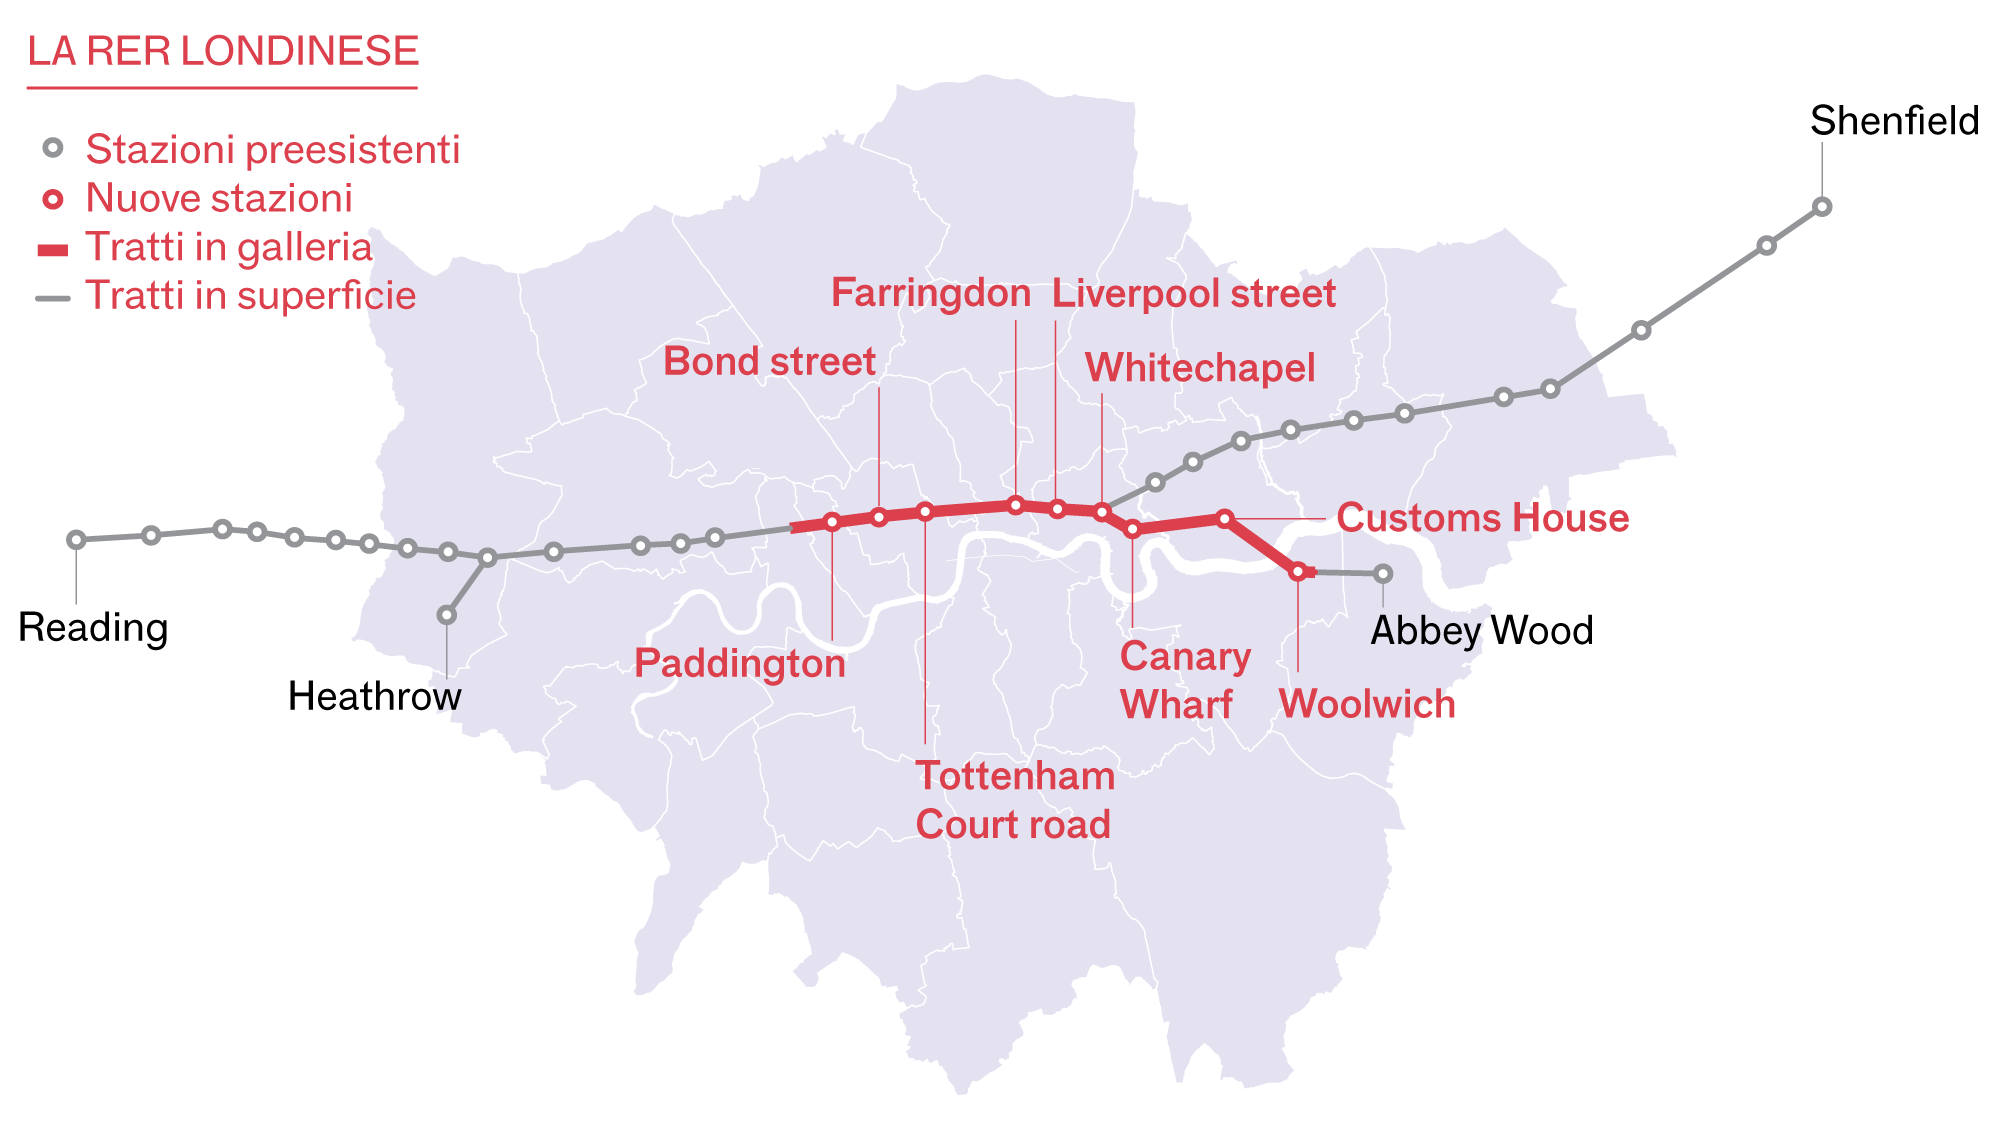 LA RER LONDINESE
Stazioni preesistenti
Nuove stazioni
Tratti in galleria
Tratti in superficie
Shenfield
Farringdon
Liverpool street
Bond street
Whitechapel
Customs House
Reading
Heathrow
Paddington
Canary
Wharf
Abbey Wood
Woolwich
Tottenham
Court road